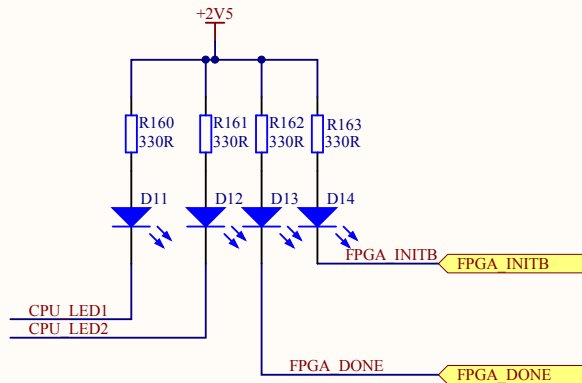 +2V5
R160
330R
R161
330R
R162
330R
R163
330R
D11
D12
D13
D14
FPGA_INITB
FPGA_INITB
CPU_LED1
CPU_LED2
FPGA_DONE
FPGA_DONE